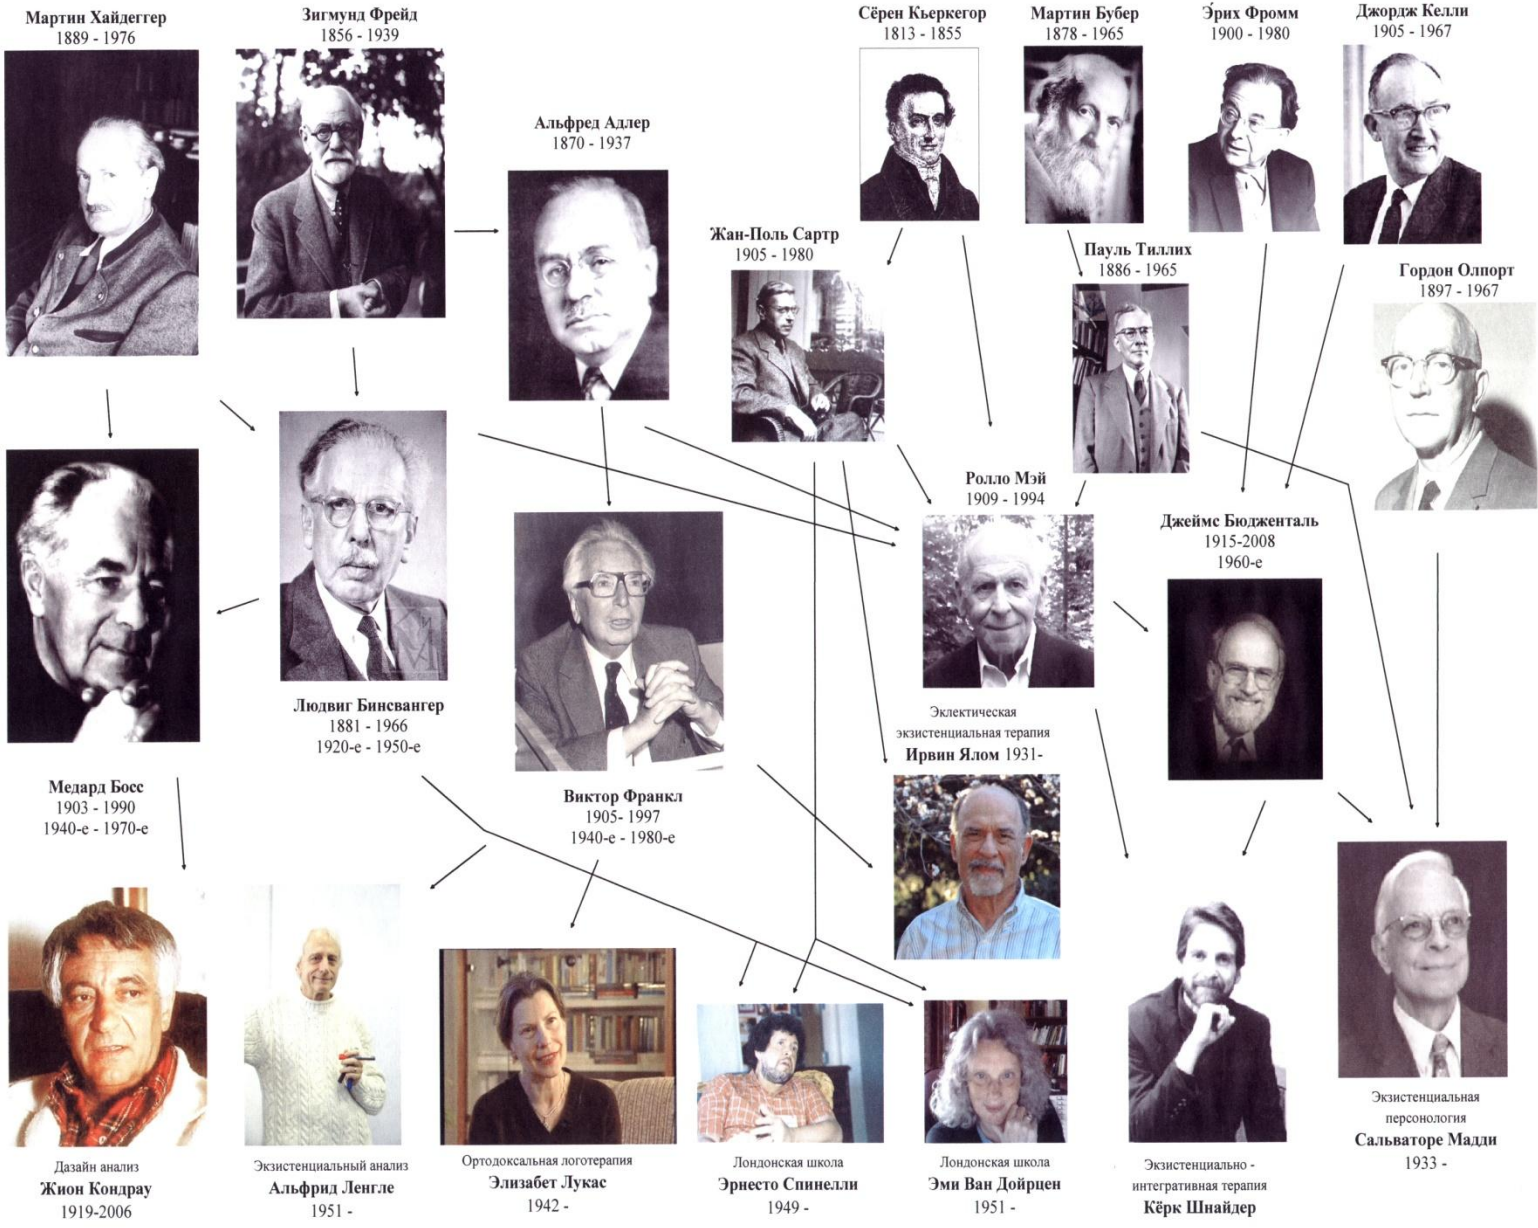 Мартин Хайдеггер
1889 - 1976
Зигмунд Фрейд
1856 - 1939
Сёрен Кьеркегор
1813 - 1855
Мартин Бубер
1878 - 1965
Э́рих Фромм
1900 - 1980
Джордж Келли
1905 - 1967
Альфред Адлер
1870 - 1937
Жан-Поль Сартр
1905 - 1980
Пауль Тиллих
1886 - 1965
Гордон Олпорт
1897 - 1967
Ролло Мэй
1909 - 1994
Джеймс Бюдженталь
1915-2008
1960-е
Людвиг Бинсвангер
1881 - 1966
1920-е - 1950-е
Эклектическая
экзистенциальная терапия
Ирвин Ялом 1931-
Медард Босс
1903 - 1990
1940-е - 1970-е
Виктор Франкл
1905- 1997
1940-е - 1980-е
Дазайн анализ
Жион Кондрау
1919-2006
Экзистенциальный анализ
Альфрид Ленгле
1951 -
Ортодоксальная логотерапия
Элизабет Лукас
1942 -
Лондонская школа
Эрнесто Спинелли
1949 -
Лондонская школа
Эми Ван Дойрцен
1951 -
Экзистенциально -
интегративная терапия
Кёрк Шнайдер
Экзистенциальная
персонология
Сальваторе Мадди
1933 -